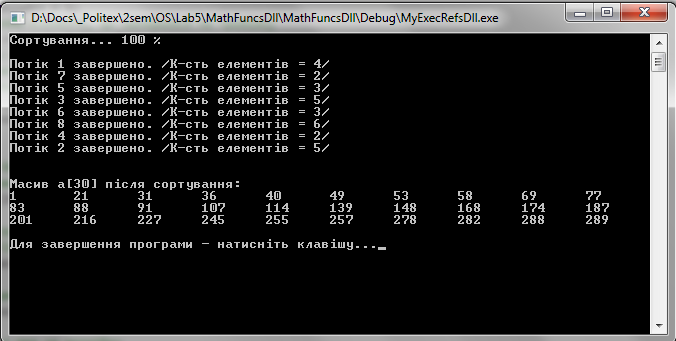 D:\Docs\_Politex\2sem\OS\Lab5\MathFuncsDll\MathFuncsDll\Debug\MyExecRefsDll.exe
Сортування... 100 %
Потік 1 завершено. /К-сть елементів = 4/
Потік 7 завершено. /К-сть елементів = 2/
Потік 5 завершено. /К-сть елементів = 3/
Потік 3 завершено. /К-сть елементів = 5/
Потік 6 завершено. /К-сть елементів = 3/
Потік 8 завершено. /К-сть елементів = 6/
Потік 4 завершено. /К-сть елементів = 2/
Потік 2 завершено. /К-сть елементів = 5/
Масив a[30] після сортування:
1 21 31 36 40 49 53 58 69 77
83 88 91 107 114 139 148 168 174 187
201 216 227 245 255 257 278 282 288 289
Для завершення програми - натисніть клавішу..._